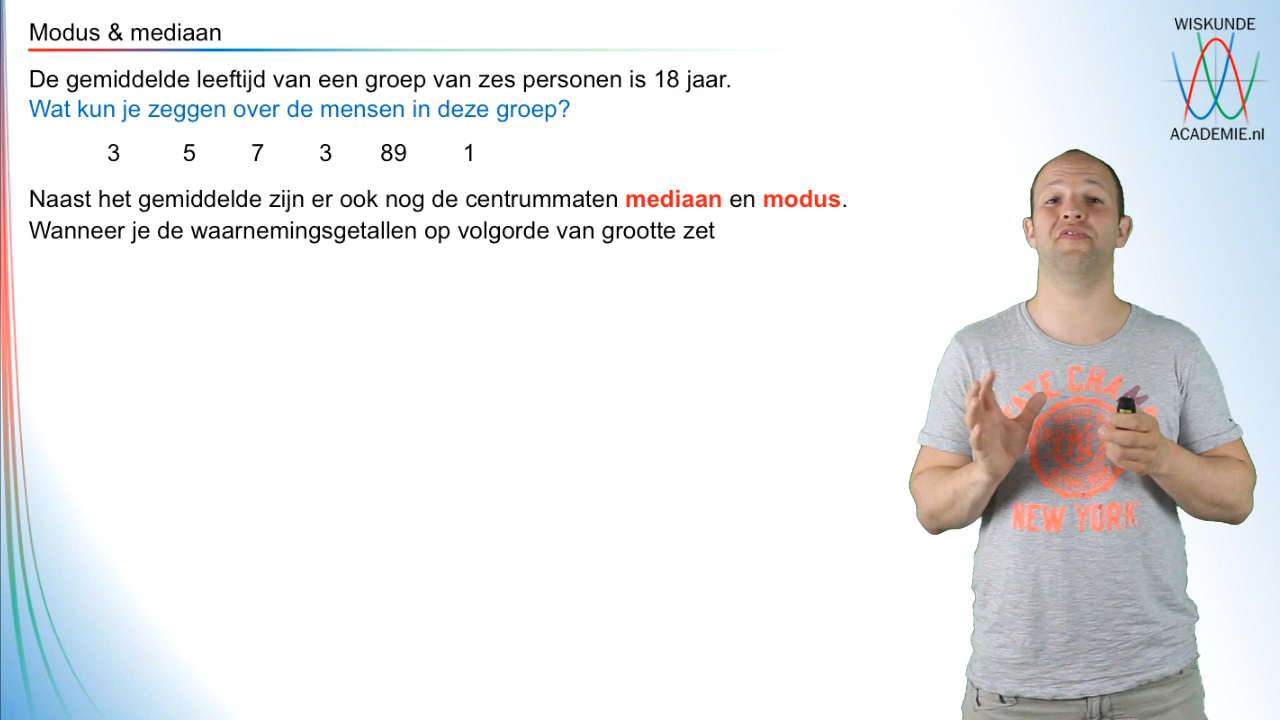 Modus & mediaan
De gemiddelde leeftijd van een groep van zes personen is 18 jaar.
Wat kun je zeggen over de mensen in deze groep?
3 5 7 3 89 1
Naast het gemiddelde zijn er ook nog de centrummaten mediaan en modus.
Wanneer je de waarnemingsgetallen op volgorde van grootte zet
WISKUNDE
ACADEMIE.nl
NEW YORK